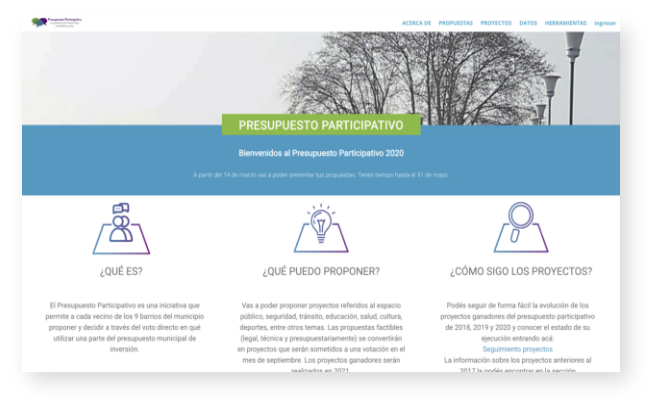 Presupuesto Participativo
ACERCA DE PROPUESTAS PROYECTOS DATOS HERRAMIENTAS Ingresar
PRESUPUESTO PARTICIPATIVO
Bienvenidos al Presupuesto Participativo 2020
A partir del 14 de marzo vas a poder presentar tus propuestas. Tenés tiempo hasta el 31 de mayo.
¿QUÉ ES?
El Presupuesto Participativo es una iniciativa que
permite a cada vecino de los 9 barrios del municipio
proponer y decidir a través del voto directo en qué
utilizar una parte del presupuesto municipal de
inversión.
¿QUÉ PUEDO PROPONER?
Vas a poder proponer proyectos referidos al espacio
público, seguridad, tránsito, educación, salud, cultura,
deportes, entre otros temas. Las propuestas factibles
(legal, técnica y presupuestariamente) se convertirán
en proyectos que serán sometidos a una votación en el
mes de septiembre. Los proyectos ganadores serán
realizados en 2021.
¿CÓMO SIGO LOS PROYECTOS?
Podés seguir de forma fácil la evolución de los
proyectos ganadores del presupuesto participativo
de 2018, 2019 y 2020 y conocer el estado de su
ejecución entrando acá:
Seguimiento proyectos
La información sobre los proyectos anteriores al
2017 la podés encontrar en la sección